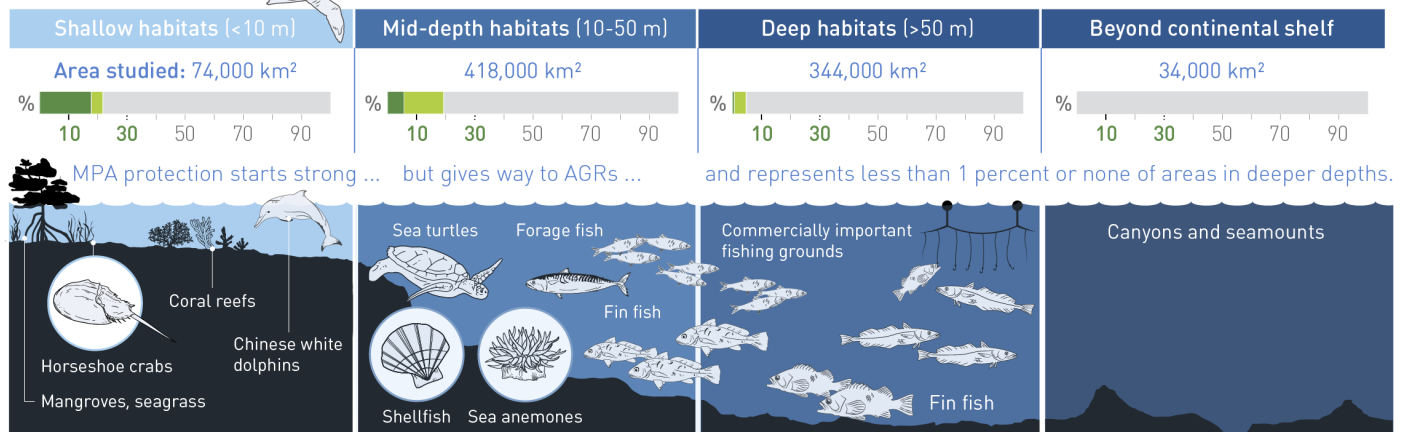 Shallow habitats (<10 m)
Mid-depth habitats (10-50 m)
Deep habitats (>50 m)
Beyond continental shelf
Area studied: 74,000 km²
418,000 km²
344,000 km²
34,000 km²
%
10 30 50 70 90
%
10 30 50 70 90
%
10 30 50 70 90
%
10 30 50 70 90
MPA protection starts strong ...
but gives way to AGRs ...
and represents less than 1 percent or none of areas in deeper depths.
Coral reefs
Chinese white
dolphins
Horseshoe crabs
Mangroves, seagrass
Sea turtles
Forage fish
Fin fish
Shellfish
Sea anemones
Commercially important
fishing grounds
Fin fish
Canyons and seamounts